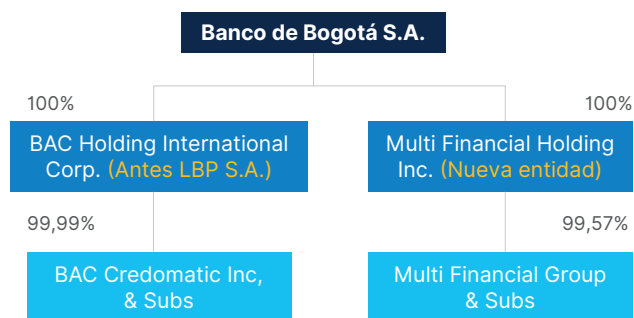 Banco de Bogotá S.A.
100%
100%
BAC Holding International
Corp. (Antes LBP S.A.)
Multi Financial Holding
Inc. (Nueva entidad)
99,99%
99,57%
BAC Credomatic Inc,
& Subs
Multi Financial Group
& Subs